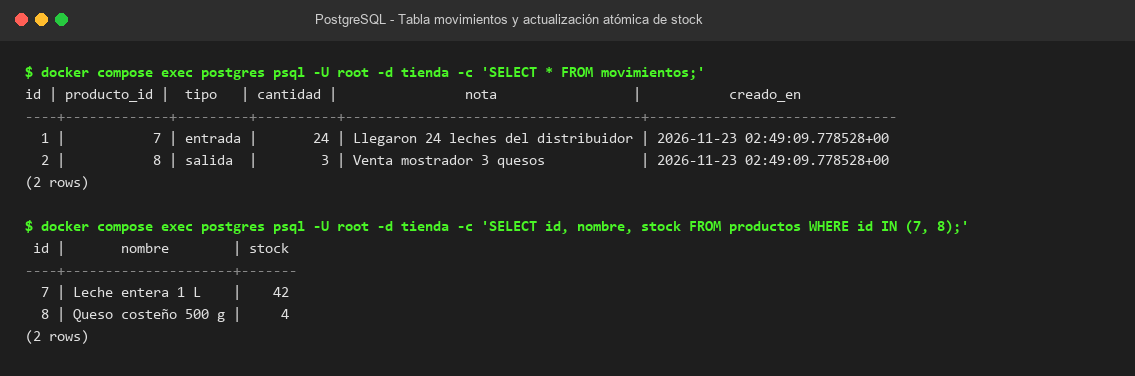 PostgreSQL - Tabla movimientos y actualización atómica de stock
$ docker compose exec postgres psql -U root -d tienda -c 'SELECT * FROM movimientos;'
id | producto_id |  tipo   | cantidad |                nota                 |          creado_en
----+-------------+---------+----------+-------------------------------------+-------------------------------
  1 |           7 | entrada |       24 | Llegaron 24 leches del distribuidor | 2026-11-23 02:49:09.778528+00
  2 |           8 | salida  |        3 | Venta mostrador 3 quesos            | 2026-11-23 02:49:09.778528+00
(2 rows)
$ docker compose exec postgres psql -U root -d tienda -c 'SELECT id, nombre, stock FROM productos WHERE id IN (7, 8);'
 id |       nombre        | stock
----+---------------------+-------
  7 | Leche entera 1 L    |    42
  8 | Queso costeño 500 g |     4
(2 rows)